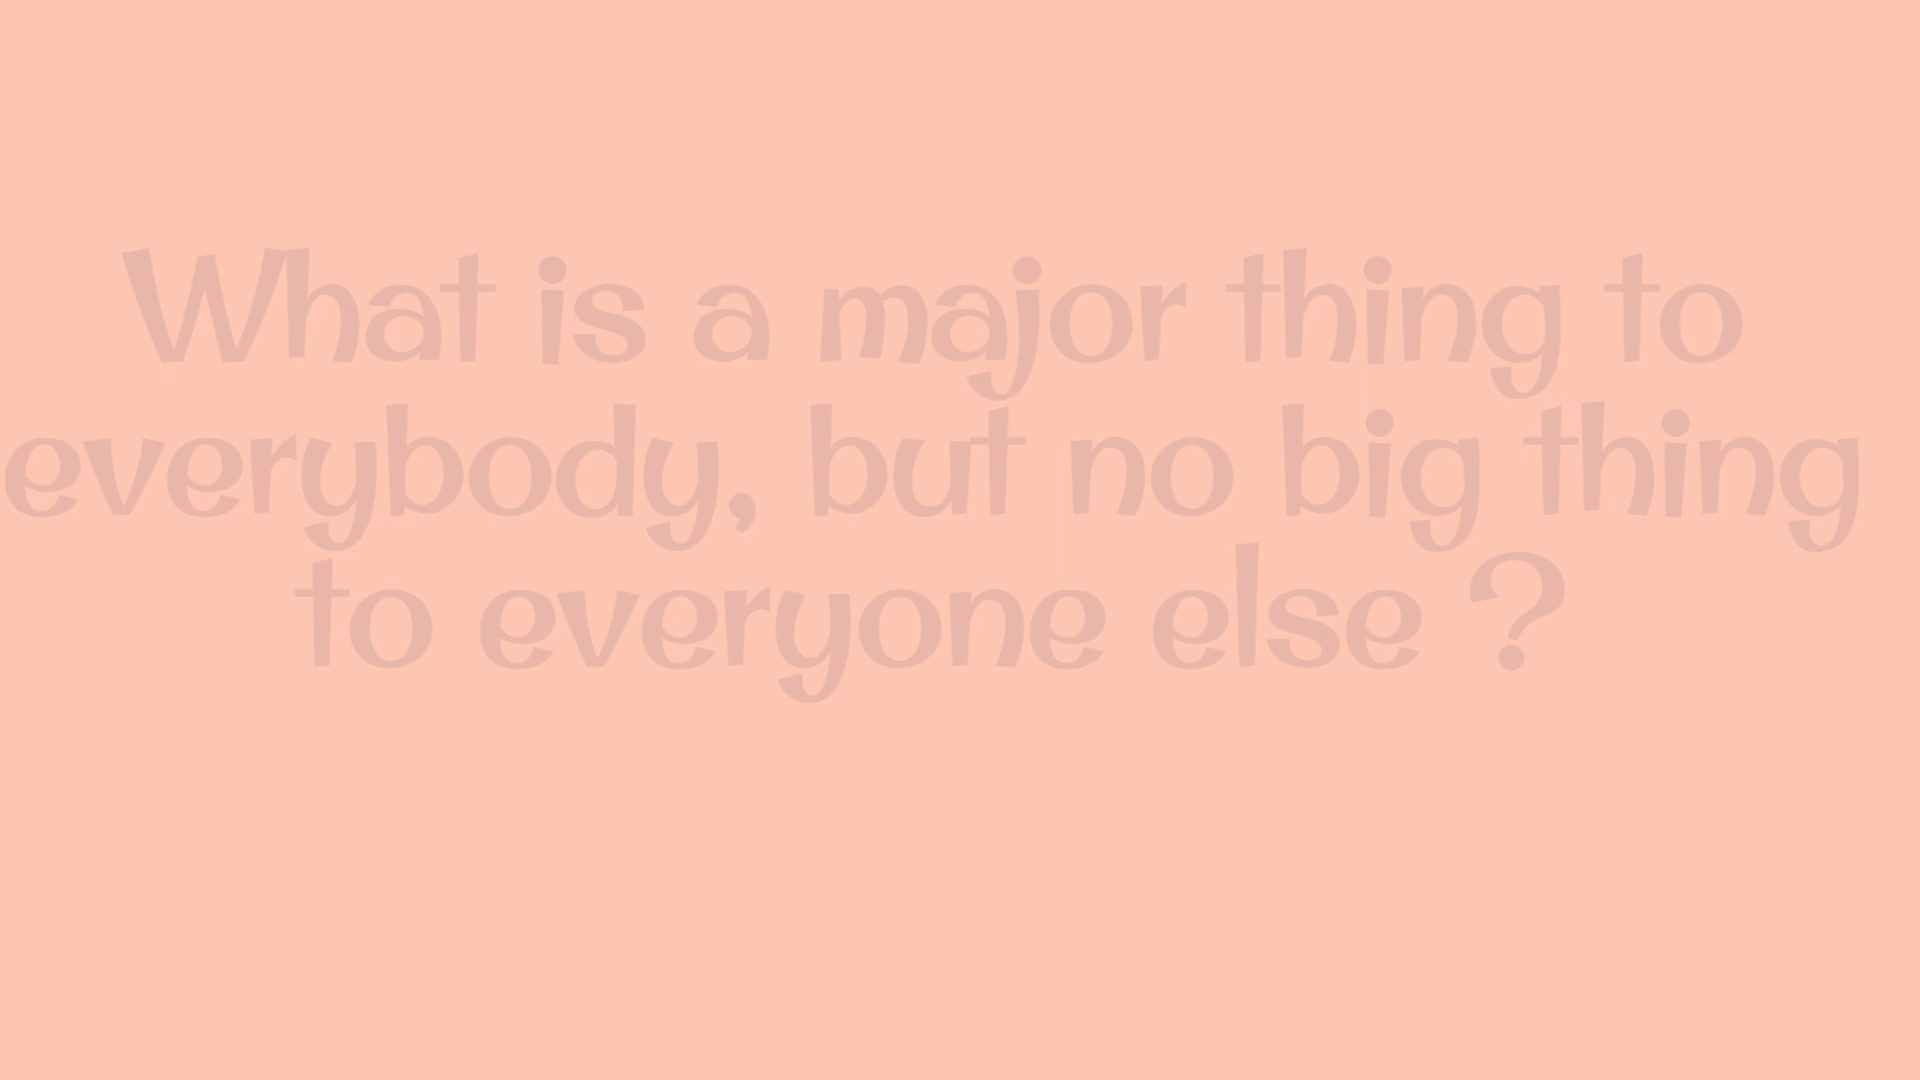 What is a major thing to
everybody, but no big thing
to everyone else ?